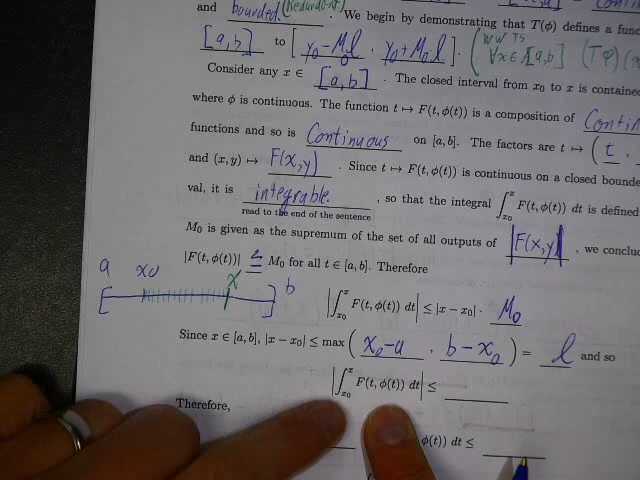 and bounded. (Redundant). We begin by demonstrating that T(ϕ) defines a func
[a,b] to [y₀-M₀l , y₀+M₀l]. (WWTS
∀x∈[a,b] (Tϕ)(x
Consider any x ∈ [a,b] . The closed interval from x₀ to x is contained
where ϕ is continuous. The function t ↦ F(t, ϕ(t)) is a composition of Contin
functions and so is Continuous on [a, b]. The factors are t ↦ (t ,
and (x, y) ↦ F(x,y) . Since t ↦ F(t, ϕ(t)) is continuous on a closed bounde
val, it is integrable. , so that the integral ∫_{x₀}^{x} F(t, ϕ(t)) dt is defined
read to the end of the sentence
M₀ is given as the supremum of the set of all outputs of |F(x,y)| , we conclu
|F(t, ϕ(t))| ≤ M₀ for all t ∈ [a, b]. Therefore
a x₀ x b
|∫_{x₀}^{x} F(t, ϕ(t)) dt| ≤ |x − x₀| · M₀
Since x ∈ [a, b], |x − x₀| ≤ max ( x₀-a , b-x₀ ) = l and so
|∫_{x₀}^{x} F(t, ϕ(t)) dt| ≤
Therefore,
ϕ(t)) dt ≤